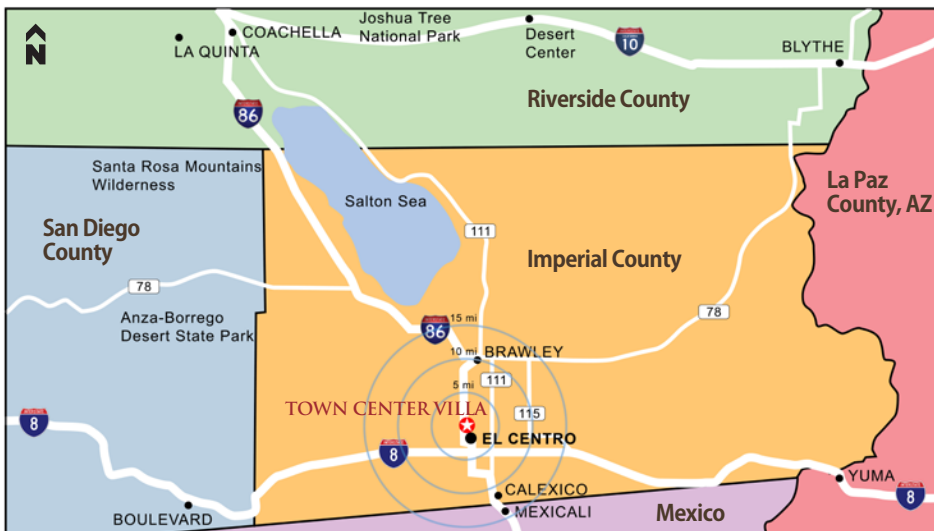 N
COACHELLA
LA QUINTA
Joshua Tree
National Park
Desert
Center
10
BLYTHE
86
Riverside County
Santa Rosa Mountains
Wilderness
Salton Sea
La Paz
County, AZ
San Diego
County
111
Imperial County
78
Anza-Borrego
Desert State Park
78
15 mi
86
10 mi
BRAWLEY
5 mi
111
TOWN CENTER VILLA
115
8
EL CENTRO
8
YUMA
8
CALEXICO
BOULEVARD
MEXICALI
Mexico